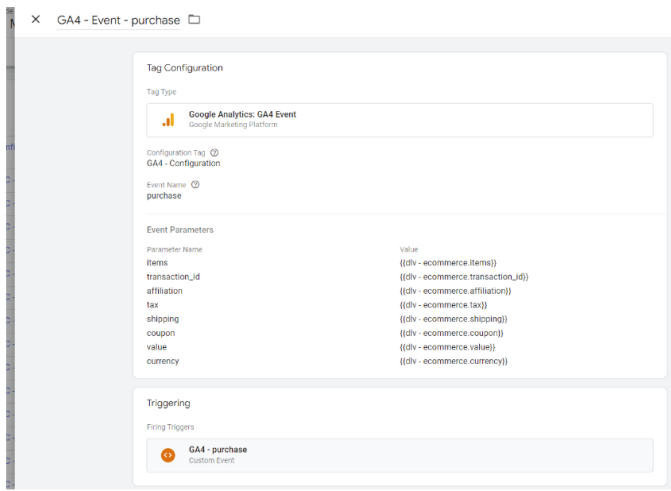 GA4 - Event - purchase
Tag Configuration
Tag Type
Google Analytics: GA4 Event
Google Marketing Platform
Configuration Tag
GA4 - Configuration
Event Name
purchase
Event Parameters
Parameter Name Value
items {{dlv - ecommerce.items}}
transaction_id {{dlv - ecommerce.transaction_id}}
affiliation {{dlv - ecommerce.affiliation}}
tax {{dlv - ecommerce.tax}}
shipping {{dlv - ecommerce.shipping}}
coupon {{dlv - ecommerce.coupon}}
value {{dlv - ecommerce.value}}
currency {{dlv - ecommerce.currency}}
Triggering
Firing Triggers
GA4 - purchase
Custom Event